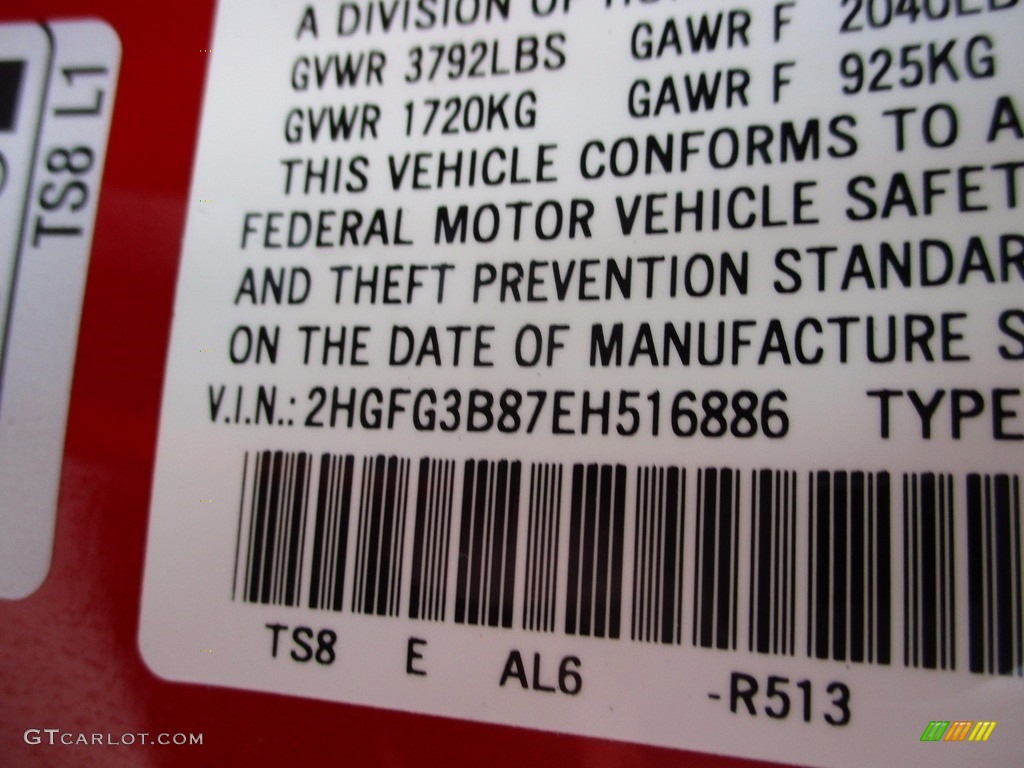 A DIVISION OF
GVWR 3792LBS GAWR F 2040LB
GVWR 1720KG GAWR F 925KG
THIS VEHICLE CONFORMS TO A
FEDERAL MOTOR VEHICLE SAFET
AND THEFT PREVENTION STANDAR
ON THE DATE OF MANUFACTURE S
V.I.N.: 2HGFG3B87EH516886 TYPE
TS8 E AL6 -R513
TS8 L1
GTCARLOT.COM